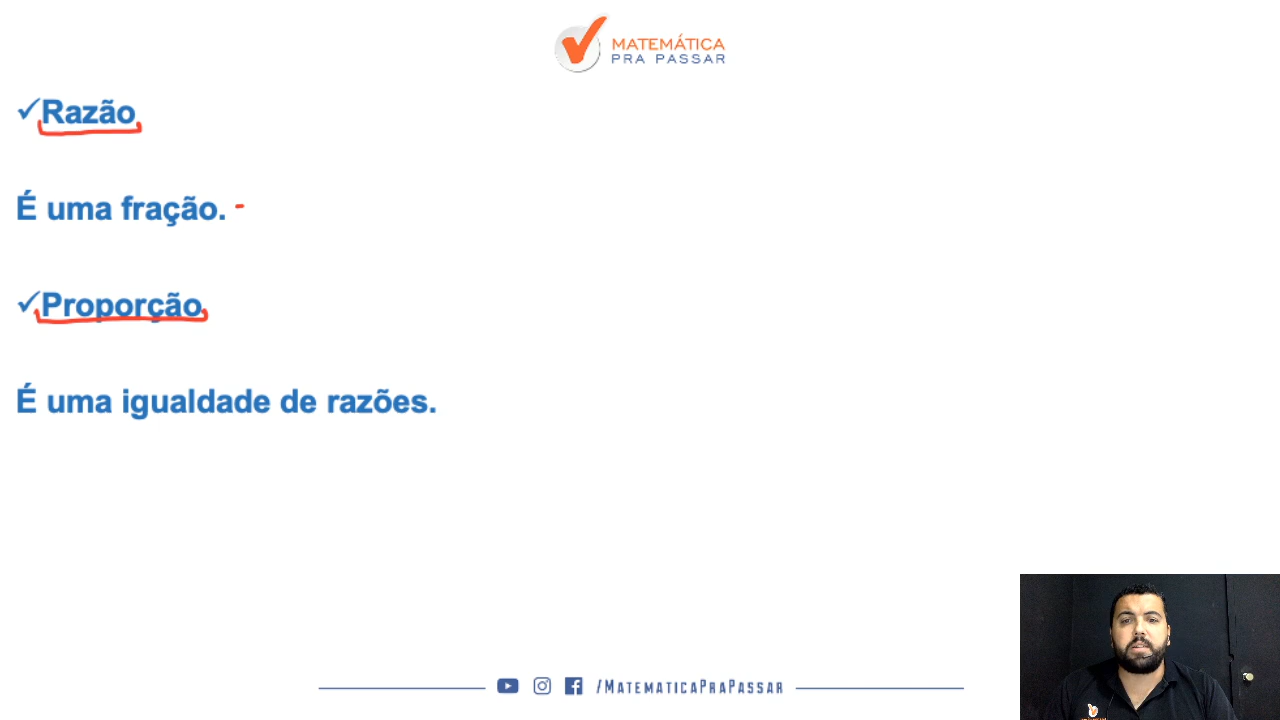 MATEMÁTICA
PRA PASSAR
✓Razão
É uma fração.
✓Proporção
É uma igualdade de razões.
/MATEMATICAPRAPASSAR